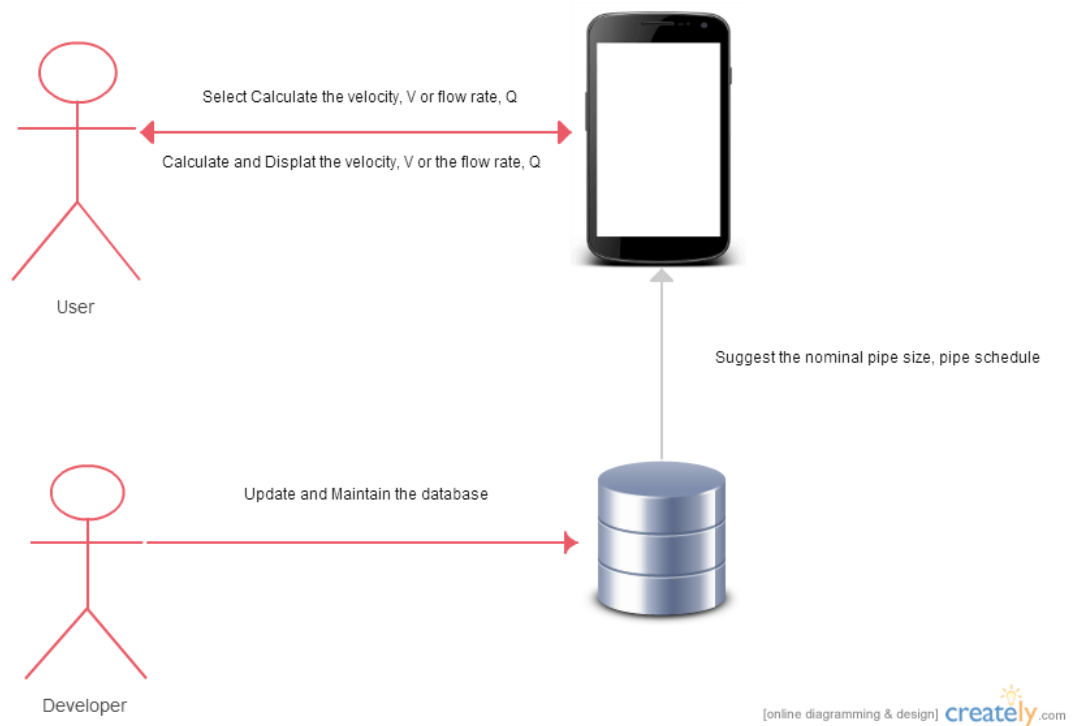 Select Calculate the velocity, V or flow rate, Q
Calculate and Displat the velocity, V or the flow rate, Q
User
Suggest the nominal pipe size, pipe schedule
Update and Maintain the database
Developer
[online diagramming & design] creately.com